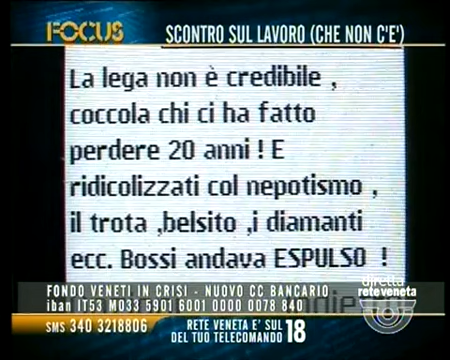 FOCUS
SCONTRO SUL LAVORO (CHE NON C'E')
La lega non è credibile ,
coccola chi ci ha fatto
perdere 20 anni ! E
ridicolizzati col nepotismo ,
il trota ,belsito ,i diamanti
ecc. Bossi andava ESPULSO !
diretta
reteveneta
FONDO VENETI IN CRISI - NUOVO CC BANCARIO
iban IT53 M033 5901 6001 0000 0078 840
SMS 340 3218806
RETE VENETA E' SUL 18
DEL TUO TELECOMANDO